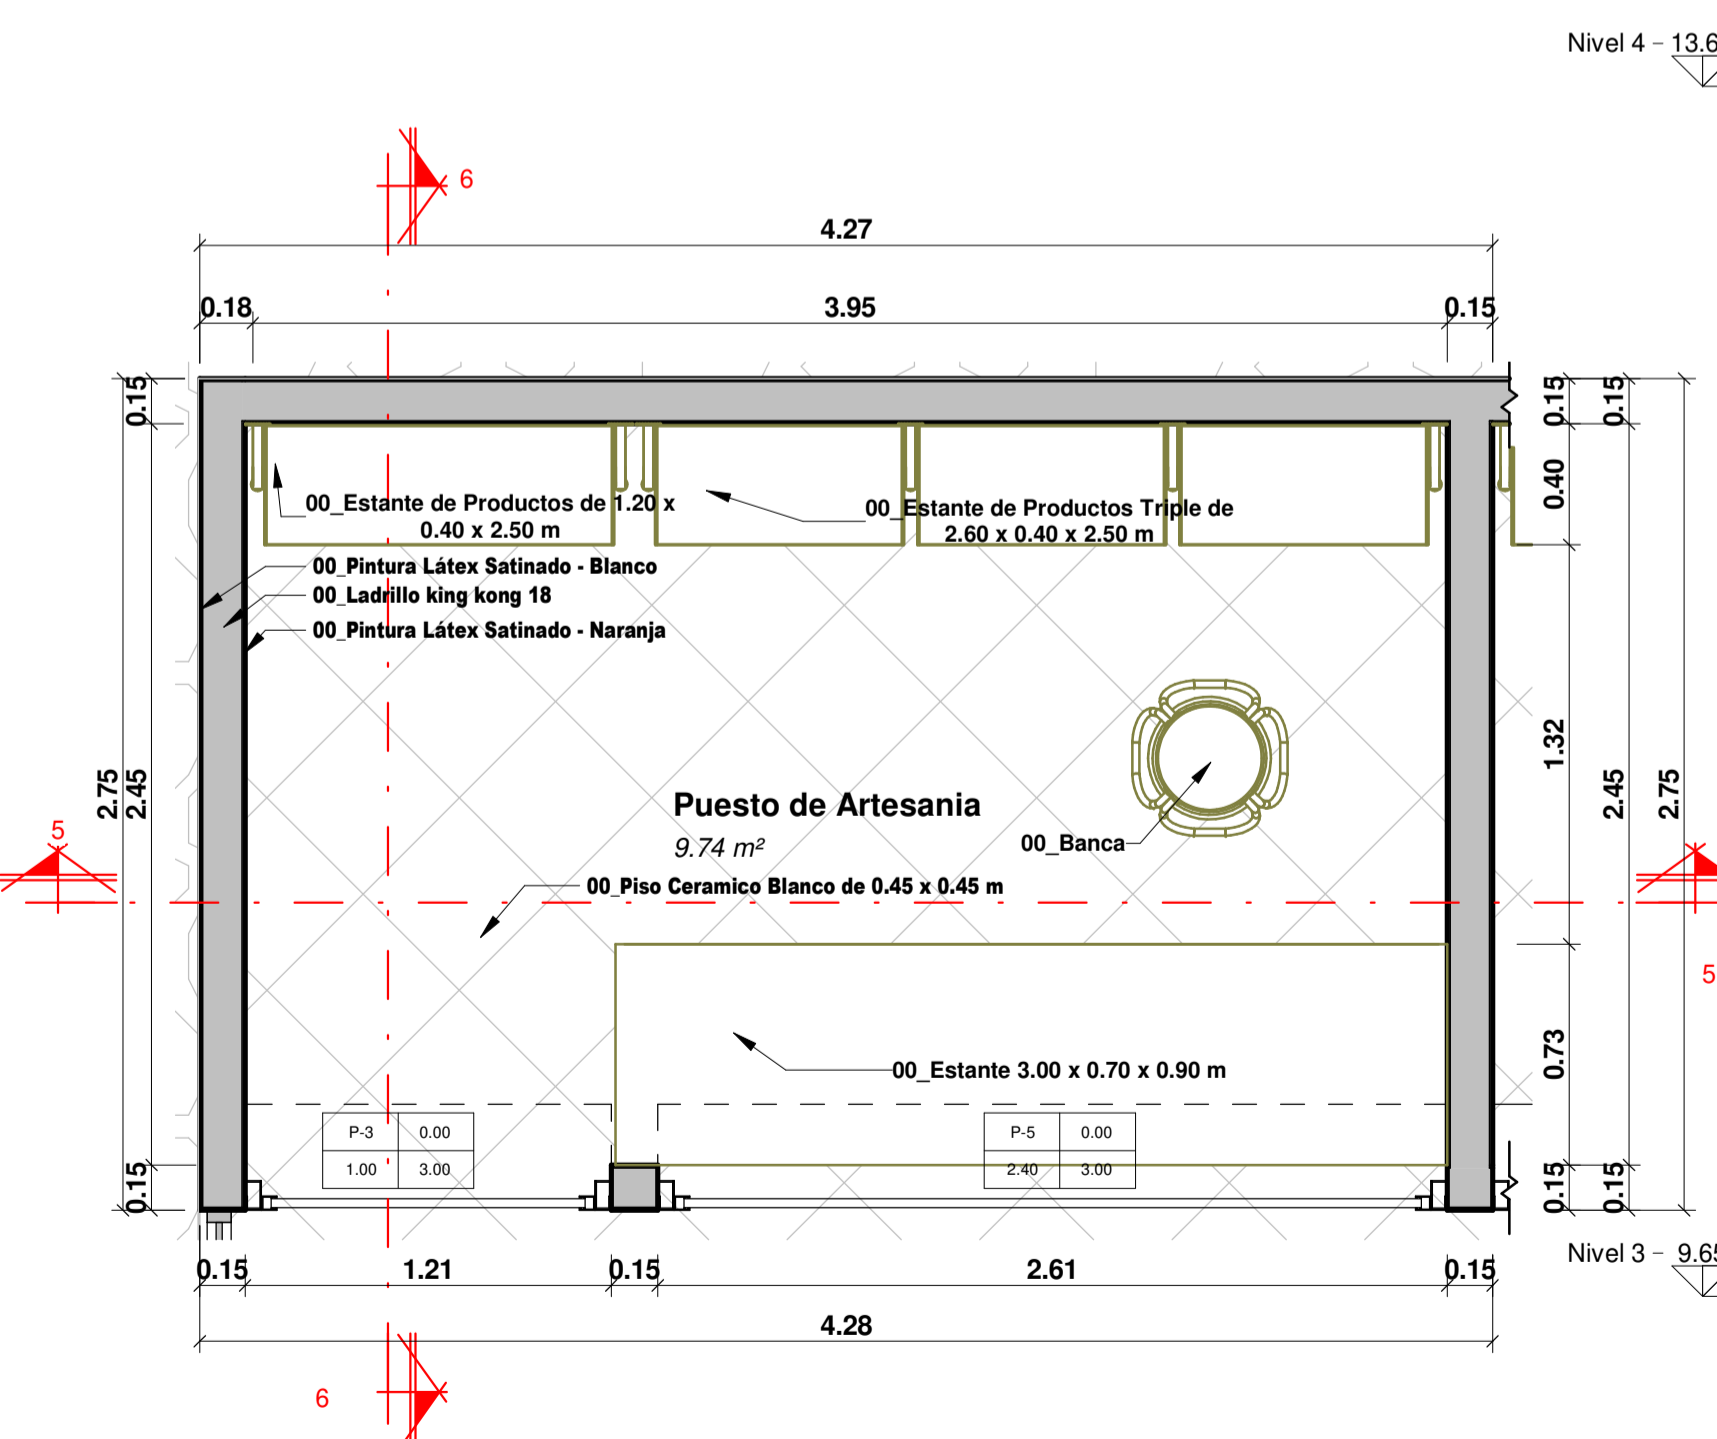 Nivel 4 - 13.6
6
4.27
0.18
3.95
0.15
0.15
0.15
0.15
0.40
00_Estante de Productos de 1.20 x
0.40 x 2.50 m
00_Estante de Productos Triple de
2.60 x 0.40 x 2.50 m
00_Pintura Látex Satinado - Blanco
00_Ladrillo king kong 18
00_Pintura Látex Satinado - Naranja
1.32
2.75
2.45
2.45
2.75
Puesto de Artesania
9.74 m²
5
00_Banca
00_Piso Ceramico Blanco de 0.45 x 0.45 m
5
0.73
00_Estante 3.00 x 0.70 x 0.90 m
P-3
0.00
1.00
3.00
P-5
0.00
2.40
3.00
0.15
0.15
0.15
Nivel 3 - 9.65
0.15
1.21
0.15
2.61
0.15
4.28
6